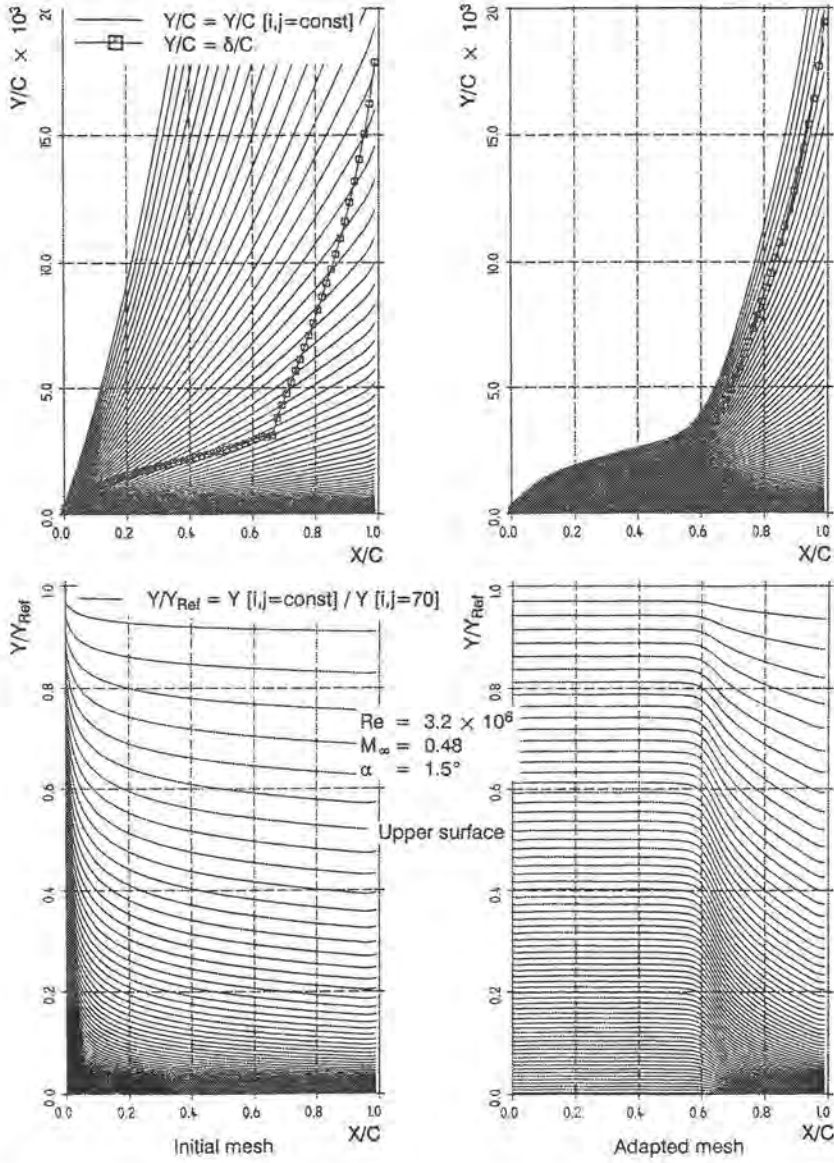 Y/C × 10³
20
15.0
10.0
5.0
0.0
Y/C = Y/C [i,j=const]
Y/C = δ/C
0.0 0.2 0.4 0.6 0.8 1.0
X/C
Y/C × 10³
20
15.0
10.0
5.0
0.0
0.0 0.2 0.4 0.6 0.8 1.0
X/C
Y/Y_Ref
1.0
0.8
0.6
0.4
0.2
0.0
Y/Y_Ref = Y [i,j=const] / Y [i,j=70]
Re = 3.2 × 10⁶
M∞ = 0.48
α = 1.5°
Upper surface
0.0 0.2 0.4 0.6 0.8 1.0
X/C
Initial mesh
Y/Y_Ref
1.0
0.8
0.6
0.4
0.2
0.0
0.0 0.2 0.4 0.6 0.8 1.0
X/C
Adapted mesh